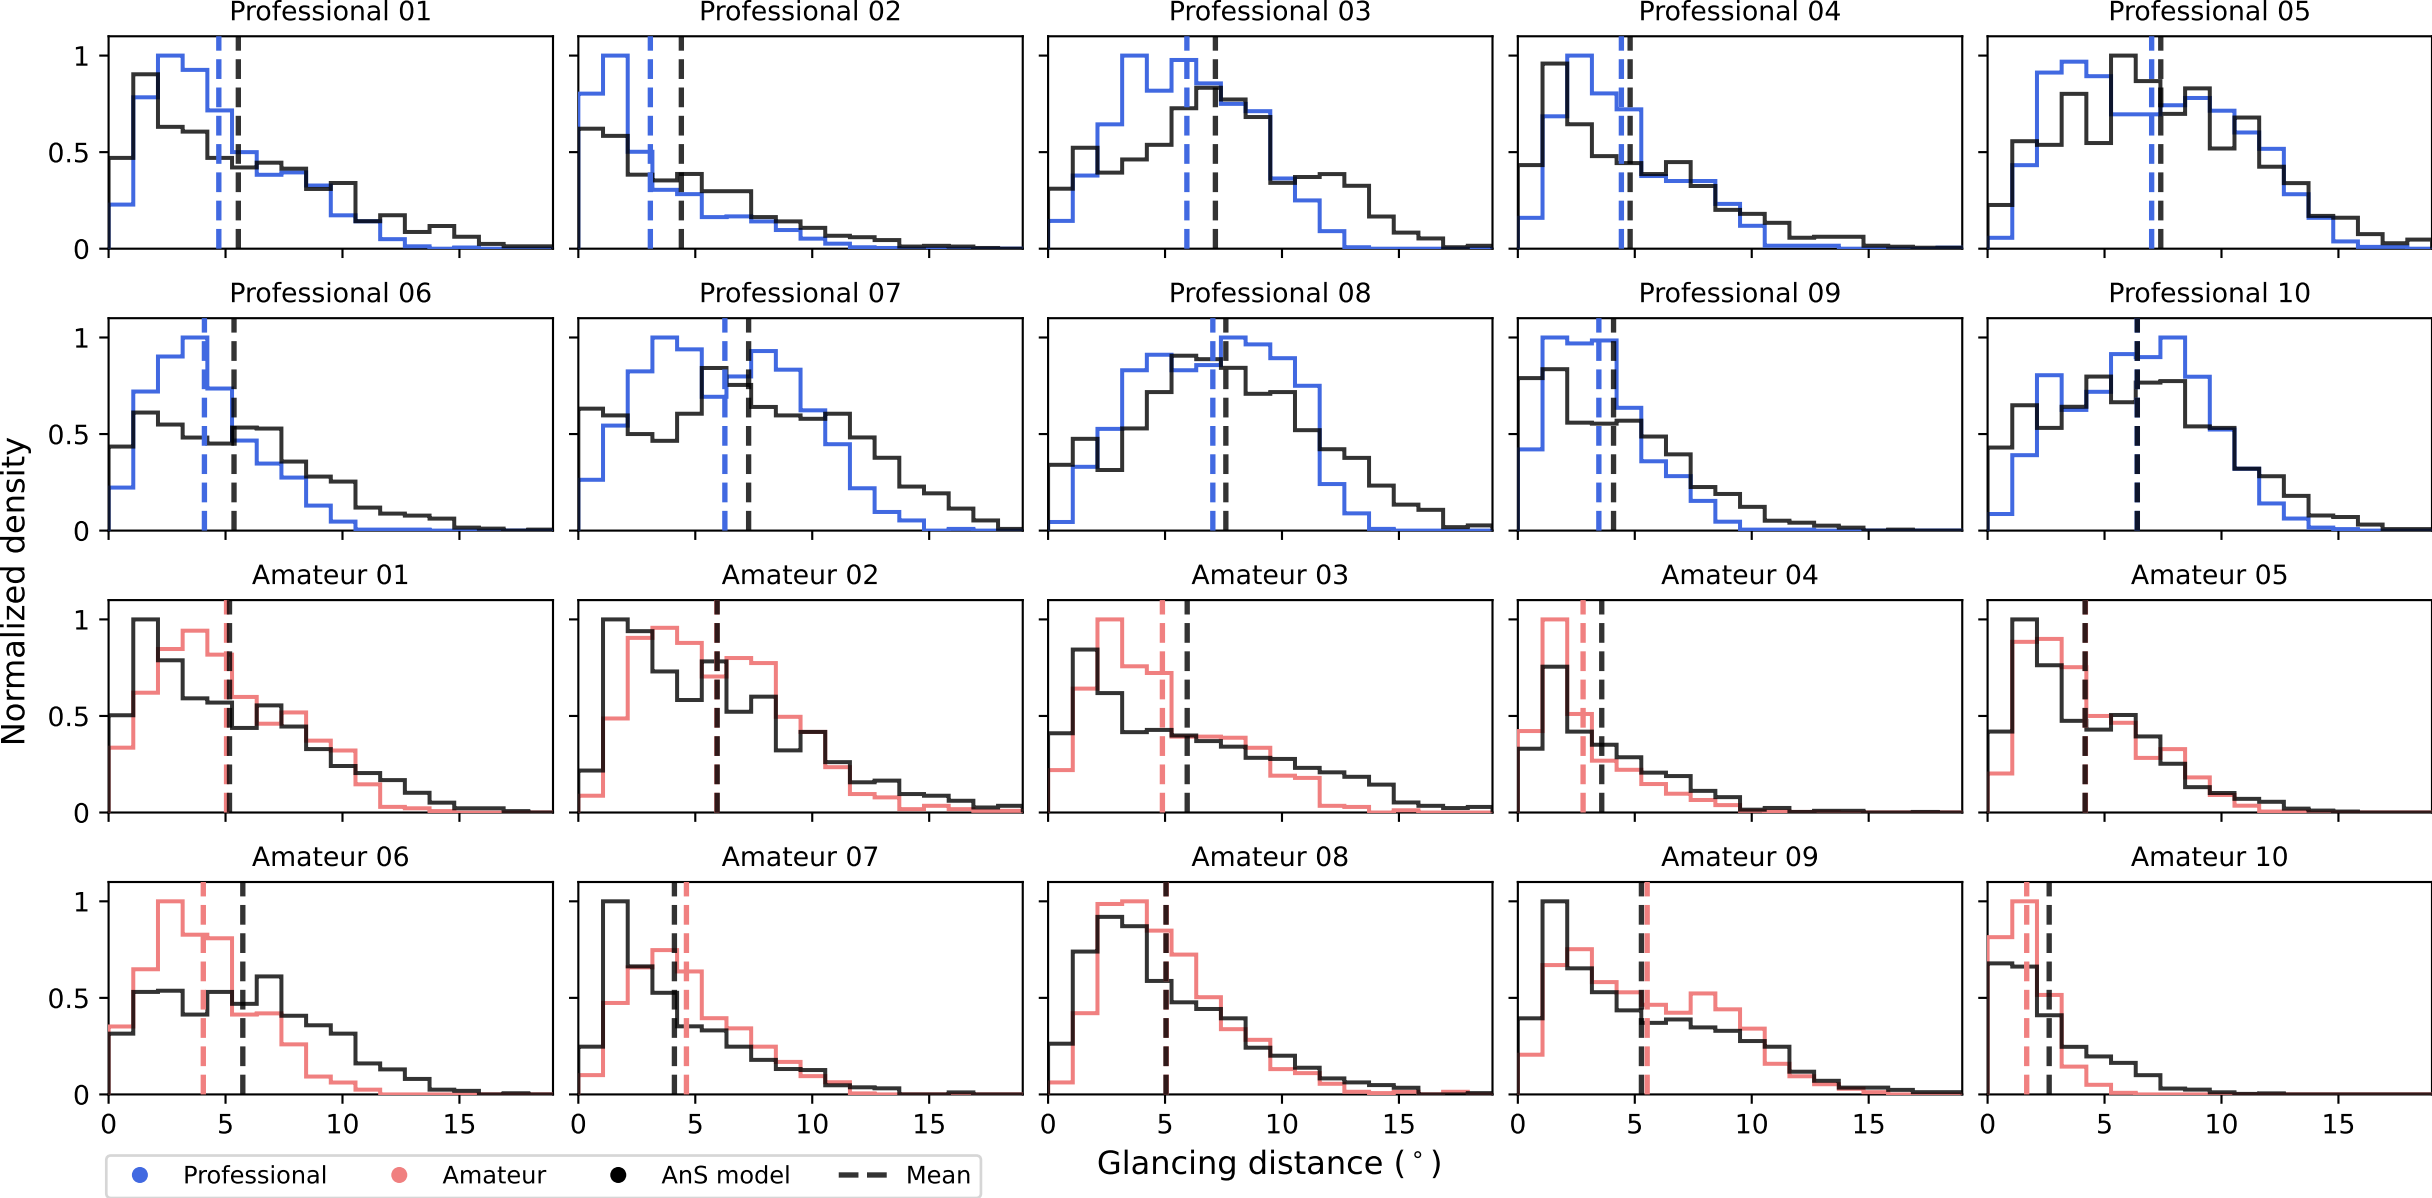 Professional 01 Professional 02 Professional 03 Professional 04 Professional 05
1
0.5
0
Professional 06 Professional 07 Professional 08 Professional 09 Professional 10
1
0.5
0
Normalized density
Amateur 01 Amateur 02 Amateur 03 Amateur 04 Amateur 05
1
0.5
0
Amateur 06 Amateur 07 Amateur 08 Amateur 09 Amateur 10
1
0.5
0
0 5 10 15 0 5 10 15 0 5 10 15 0 5 10 15 0 5 10 15
Glancing distance (°)
Professional Amateur AnS model Mean